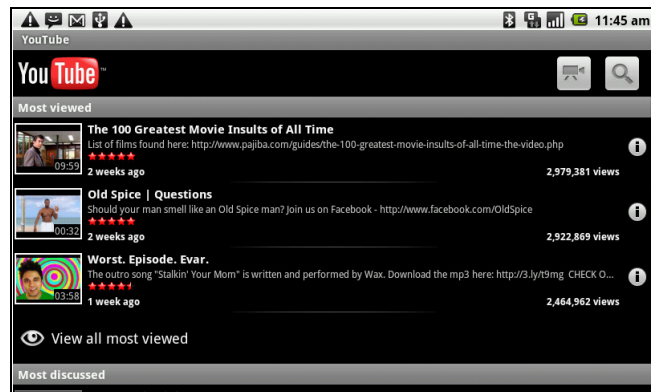 11:45 am
YouTube
YouTube™
Most viewed
The 100 Greatest Movie Insults of All Time
List of films found here: http://www.pajiba.com/guides/the-100-greatest-movie-insults-of-all-time-the-video.php
09:59
2 weeks ago 2,979,381 views
Old Spice | Questions
Should your man smell like an Old Spice man? Join us on Facebook - http://www.facebook.com/OldSpice
00:32
2 weeks ago 2,922,869 views
Worst. Episode. Evar.
The outro song "Stalkin' Your Mom" is written and performed by Wax. Download the mp3 here: http://3.ly/t9mg CHECK O...
03:58
1 week ago 2,464,962 views
View all most viewed
Most discussed